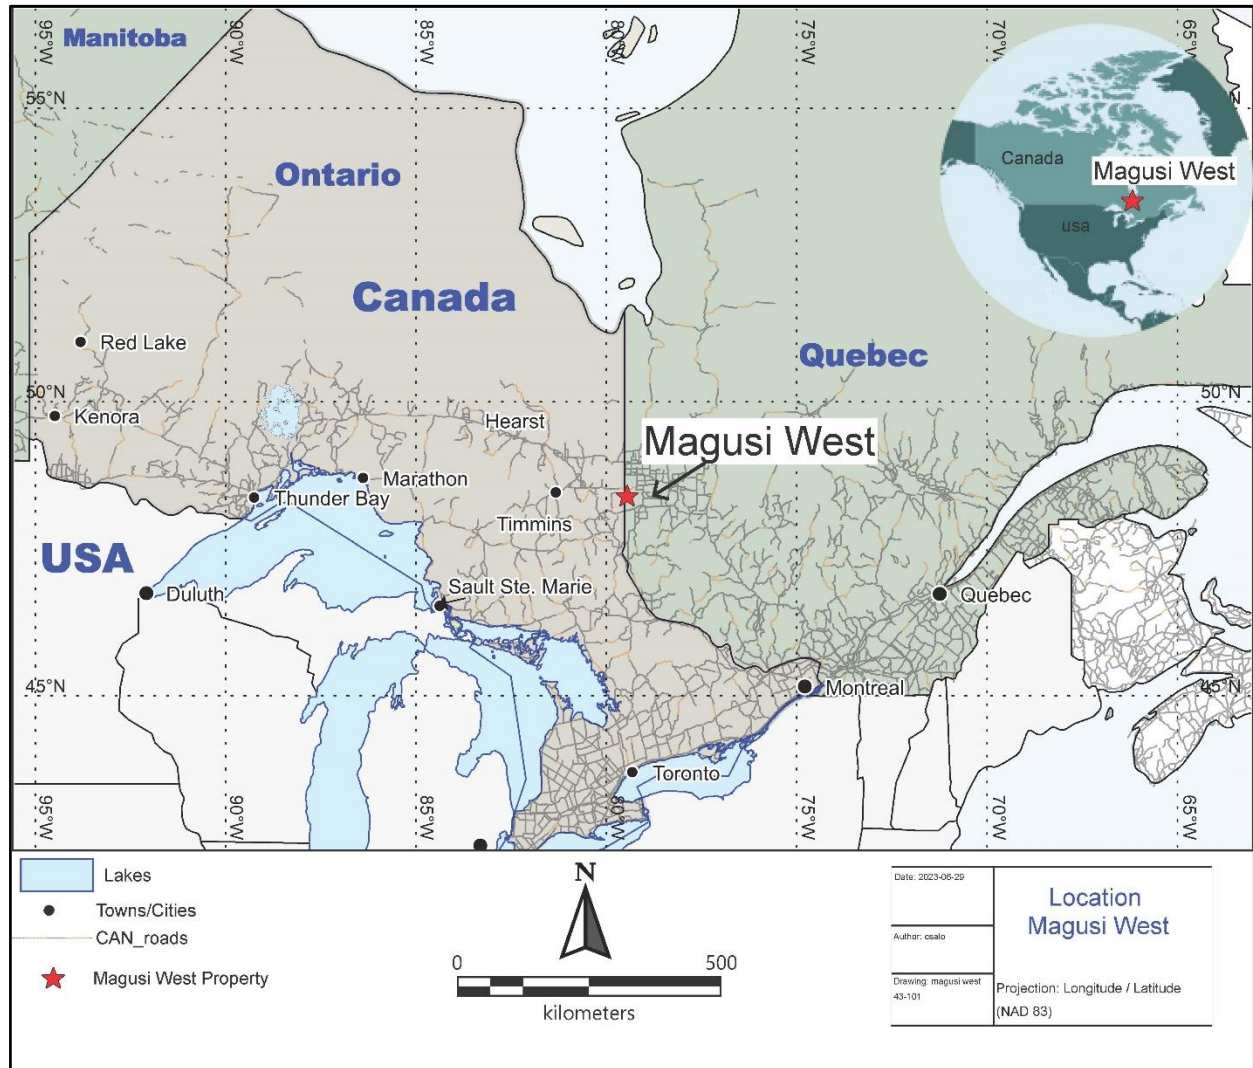 95°W
90°W
85°W
80°W
75°W
70°W
65°W
Manitoba
55°N
Ontario
Canada
Magusi West
usa
Canada
Red Lake
Quebec
50°N
50°N
Kenora
Hearst
Magusi West
Marathon
Thunder Bay
Timmins
USA
Duluth
Sault Ste. Marie
Quebec
45°N
45°N
Montreal
Toronto
95°W
90°W
85°W
80°W
75°W
70°W
65°W
Lakes
Towns/Cities
CAN_roads
Magusi West Property
N
0
500
kilometers
Date: 2023-06-29
Author: csalo
Drawing: magusi west
43-101
Location
Magusi West
Projection: Longitude / Latitude
(NAD 83)